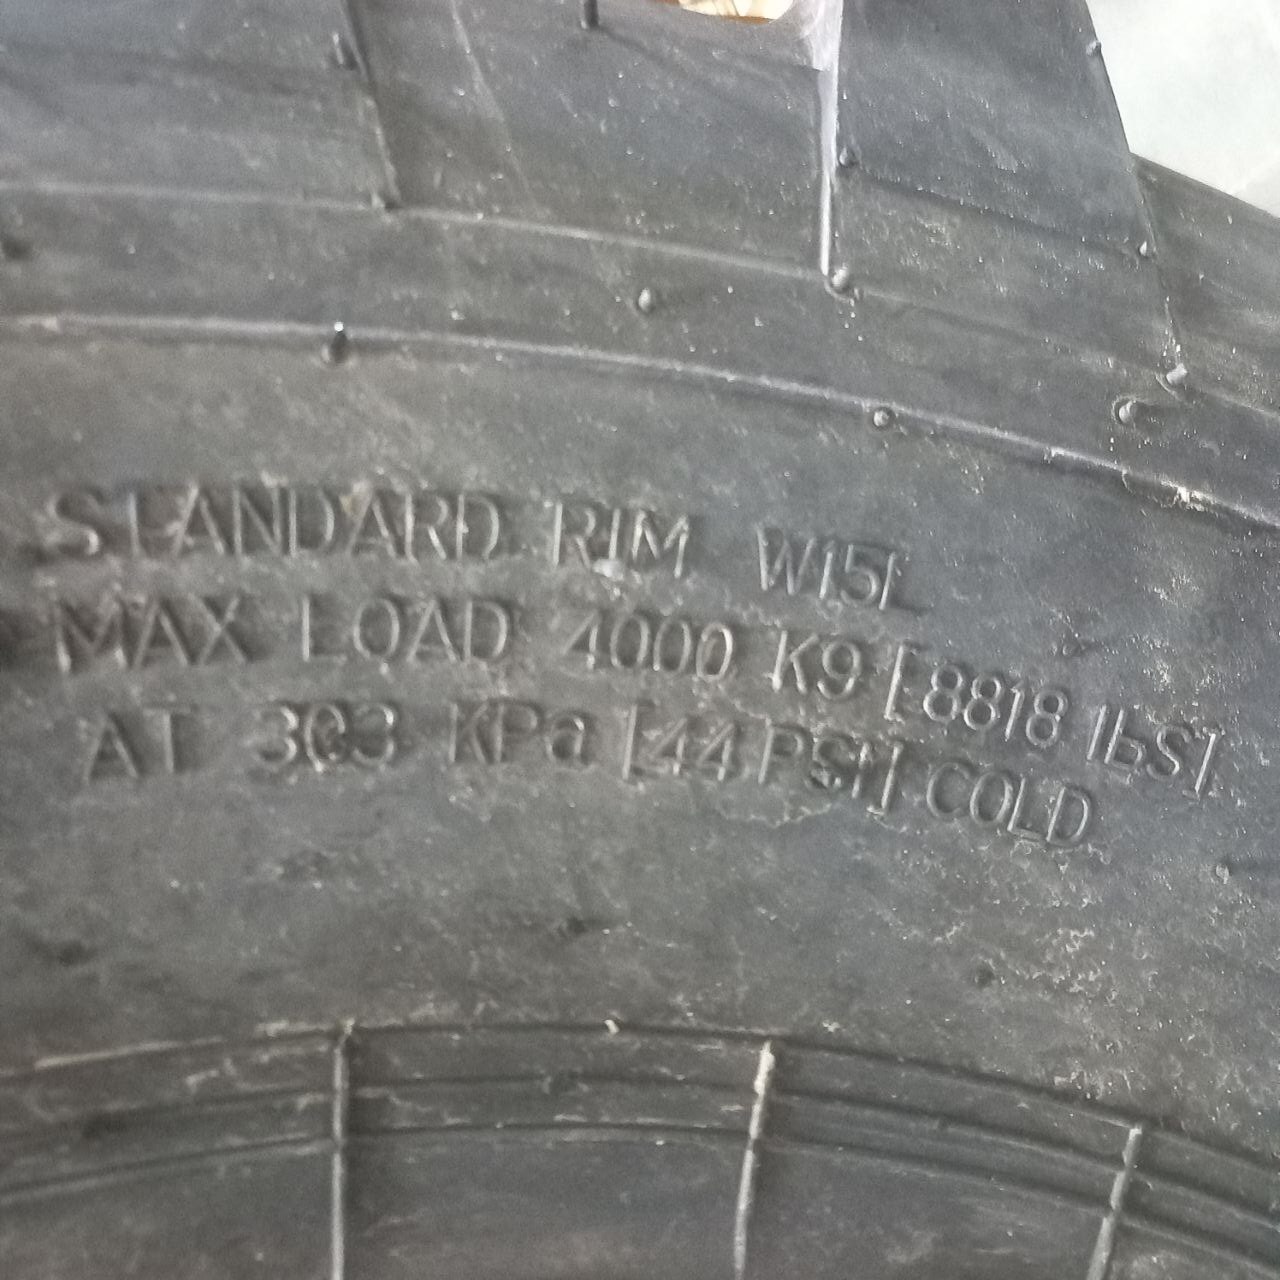 STANDARD RIM W15L
MAX LOAD 4000 K9 [8818 lbS]
AT 303 KPa [44 PSI] COLD